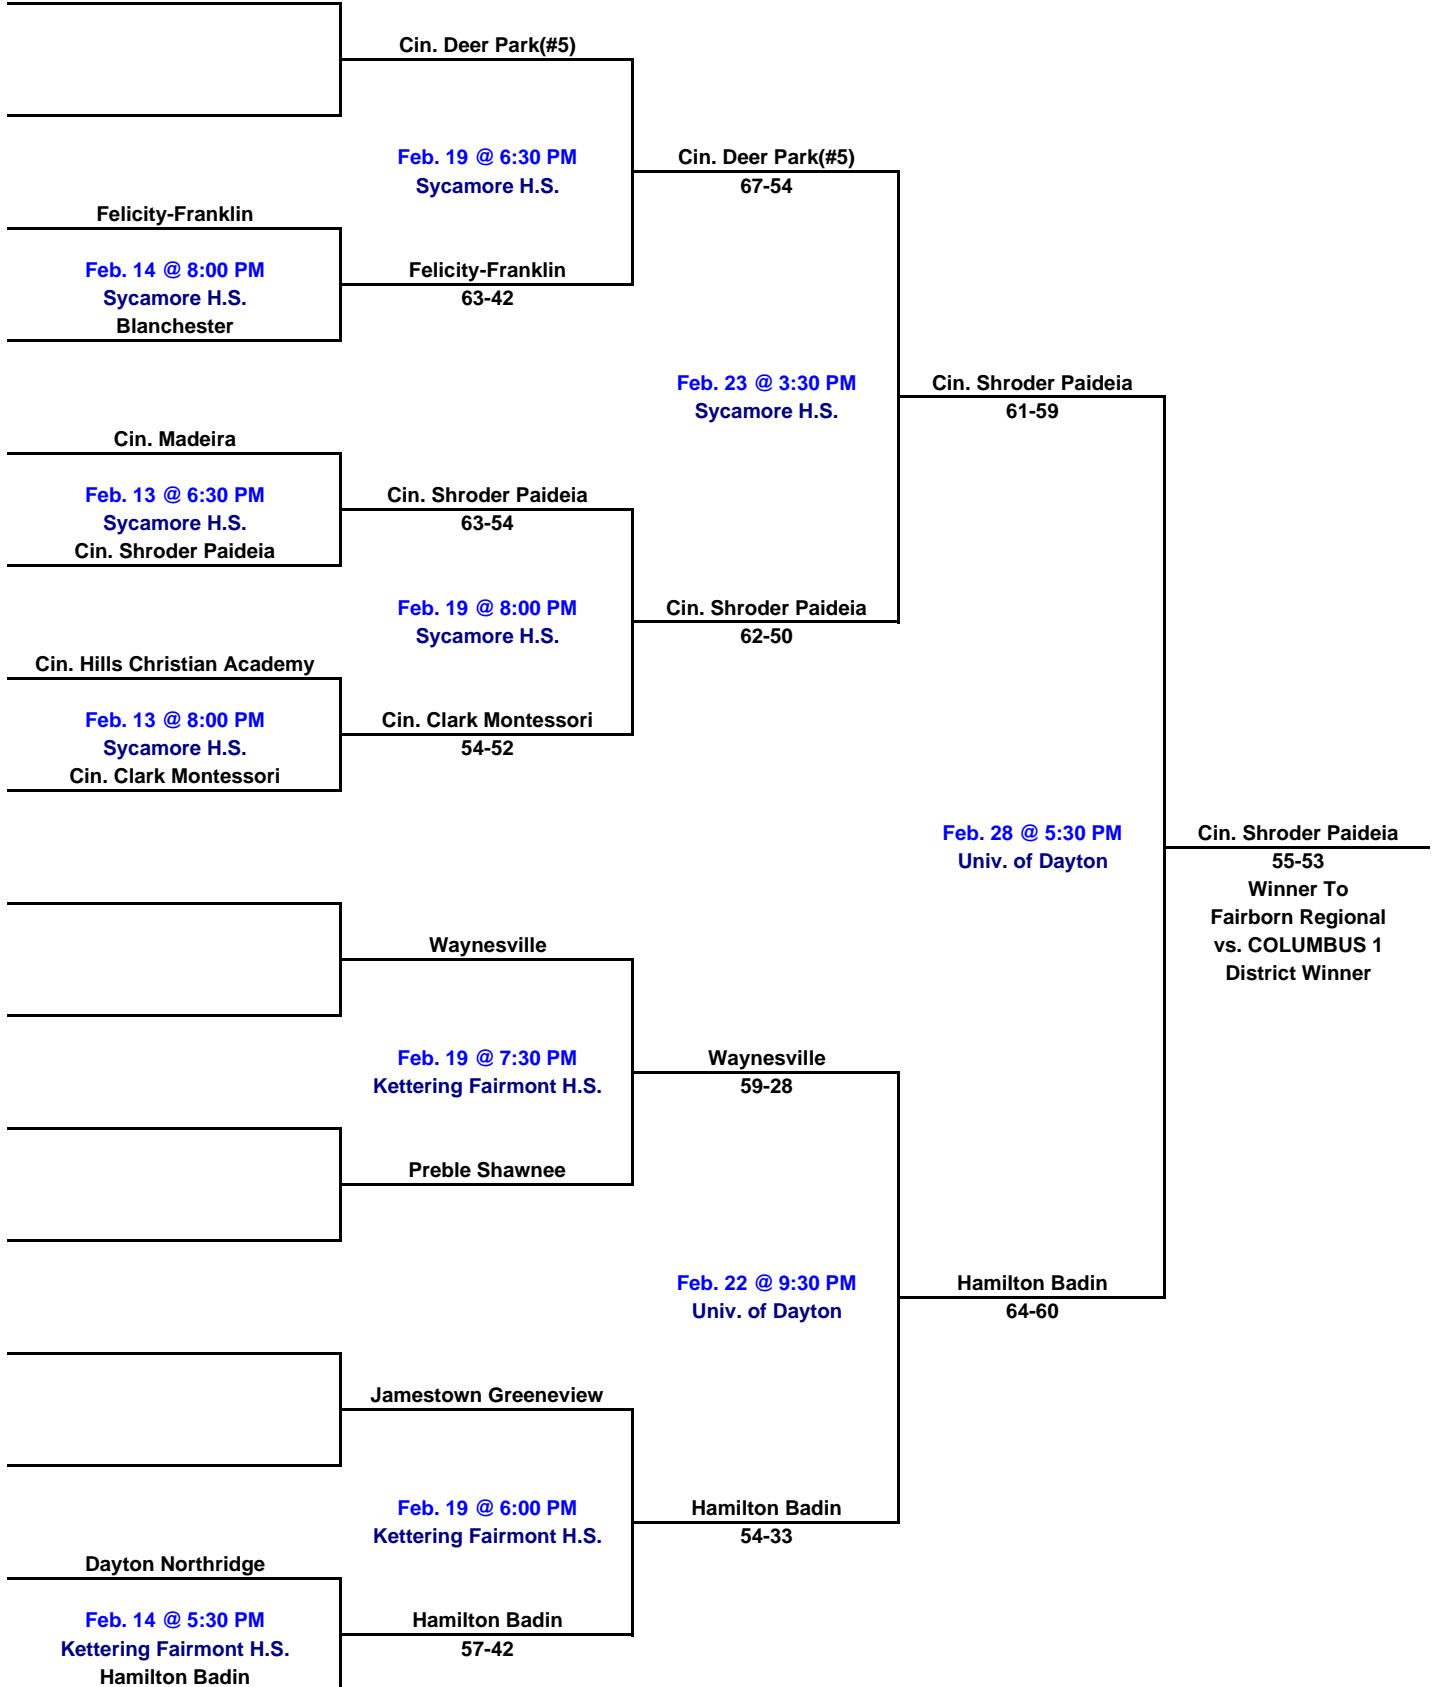 Cin. Deer Park(#5)
Feb. 19 @ 6:30 PM
Sycamore H.S.
Cin. Deer Park(#5)
67-54
Felicity-Franklin
Feb. 14 @ 8:00 PM
Sycamore H.S.
Blanchester
Felicity-Franklin
63-42
Feb. 23 @ 3:30 PM
Sycamore H.S.
Cin. Shroder Paideia
61-59
Cin. Madeira
Feb. 13 @ 6:30 PM
Sycamore H.S.
Cin. Shroder Paideia
Cin. Shroder Paideia
63-54
Feb. 19 @ 8:00 PM
Sycamore H.S.
Cin. Shroder Paideia
62-50
Cin. Hills Christian Academy
Feb. 13 @ 8:00 PM
Sycamore H.S.
Cin. Clark Montessori
Cin. Clark Montessori
54-52
Feb. 28 @ 5:30 PM
Univ. of Dayton
Cin. Shroder Paideia
55-53
Winner To
Fairborn Regional
vs. COLUMBUS 1
District Winner
Waynesville
Feb. 19 @ 7:30 PM
Kettering Fairmont H.S.
Waynesville
59-28
Preble Shawnee
Feb. 22 @ 9:30 PM
Univ. of Dayton
Hamilton Badin
64-60
Jamestown Greeneview
Feb. 19 @ 6:00 PM
Kettering Fairmont H.S.
Hamilton Badin
54-33
Dayton Northridge
Feb. 14 @ 5:30 PM
Kettering Fairmont H.S.
Hamilton Badin
Hamilton Badin
57-42